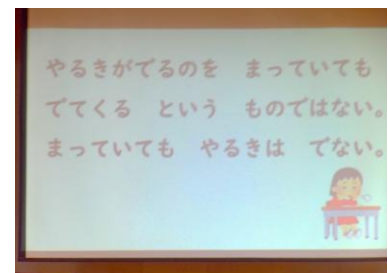 やるきがでるのを　まっていても
でてくる　という　ものではない。
まっていても　やるきは　でない。